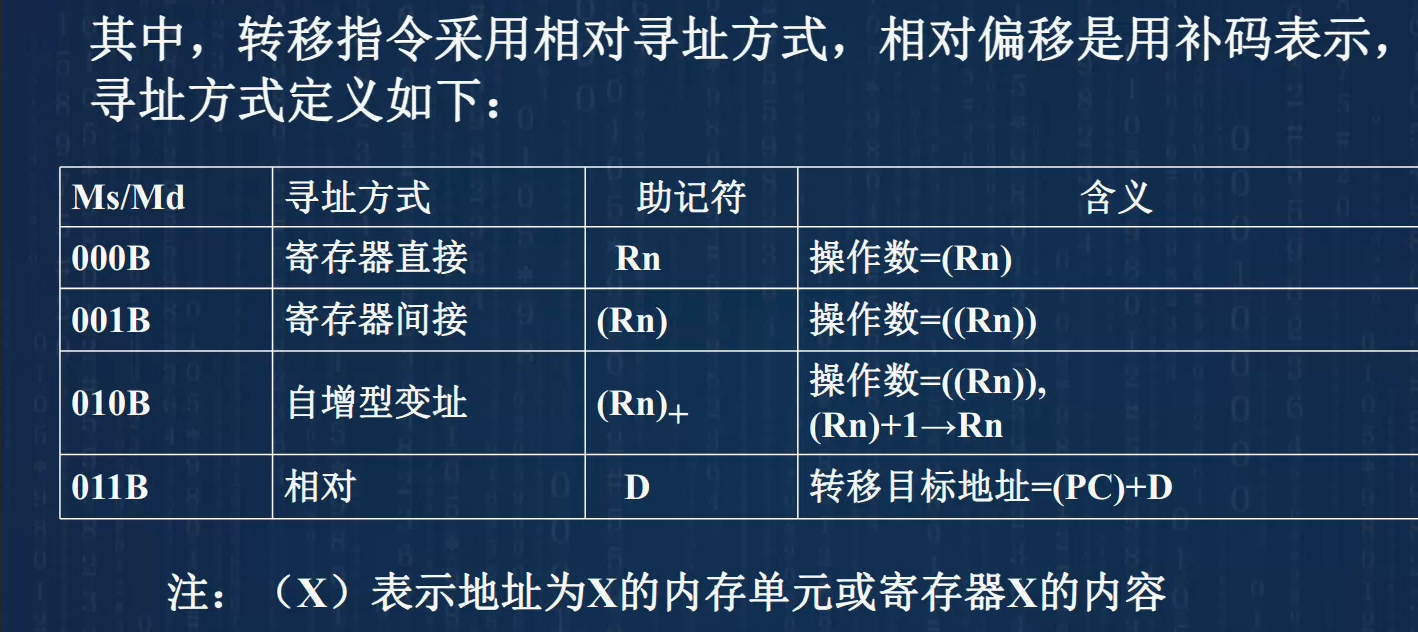 其中，转移指令采用相对寻址方式，相对偏移是用补码表示，
寻址方式定义如下：
Ms/Md 寻址方式 助记符 含义
000B 寄存器直接 Rn 操作数=(Rn)
001B 寄存器间接 (Rn) 操作数=((Rn))
010B 自增型变址 (Rn)+ 操作数=((Rn)),
(Rn)+1→Rn
011B 相对 D 转移目标地址=(PC)+D
注：（X）表示地址为X的内存单元或寄存器X的内容